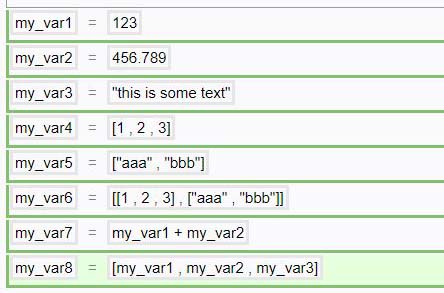 my_var1 = 123
my_var2 = 456.789
my_var3 = "this is some text"
my_var4 = [1 , 2 , 3]
my_var5 = ["aaa" , "bbb"]
my_var6 = [[1 , 2 , 3] , ["aaa" , "bbb"]]
my_var7 = my_var1 + my_var2
my_var8 = [my_var1 , my_var2 , my_var3]